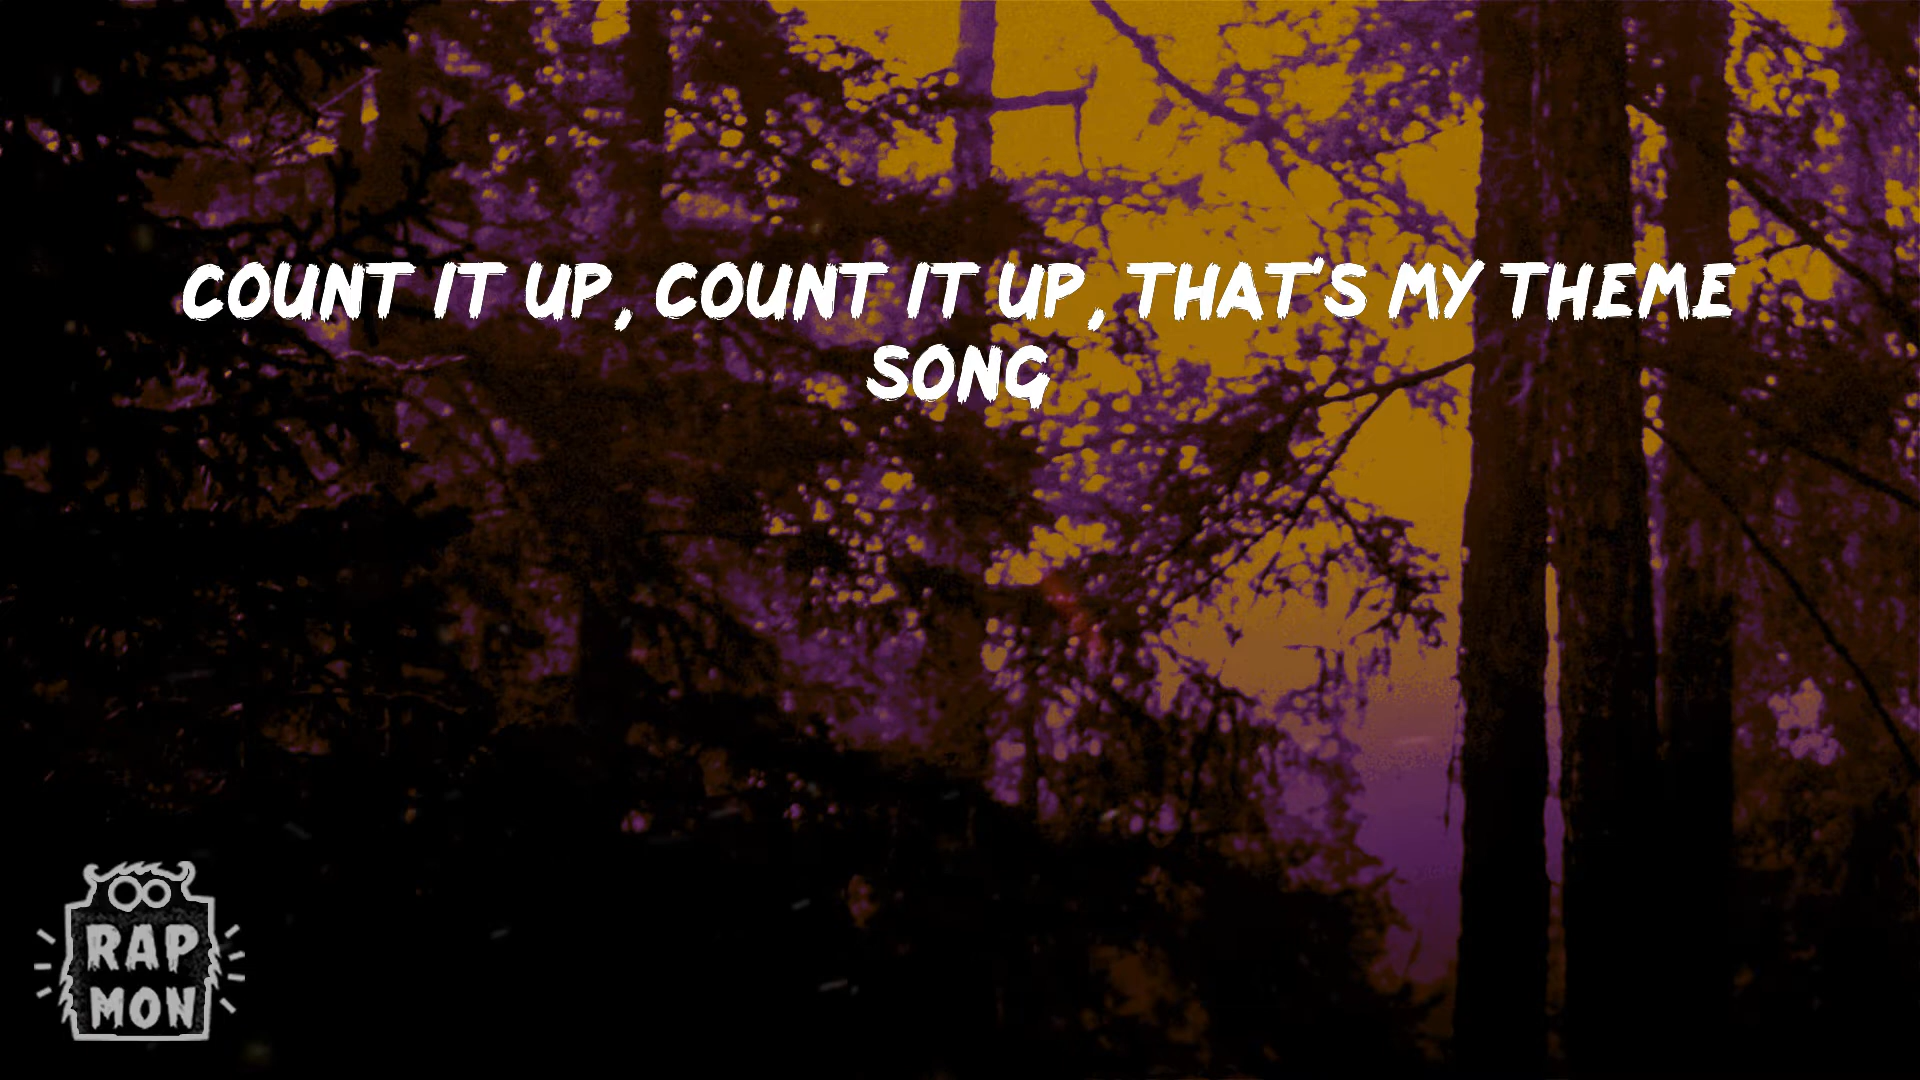 COUNT IT UP, COUNT IT UP, THAT'S MY THEME
SONG
RAP
MON